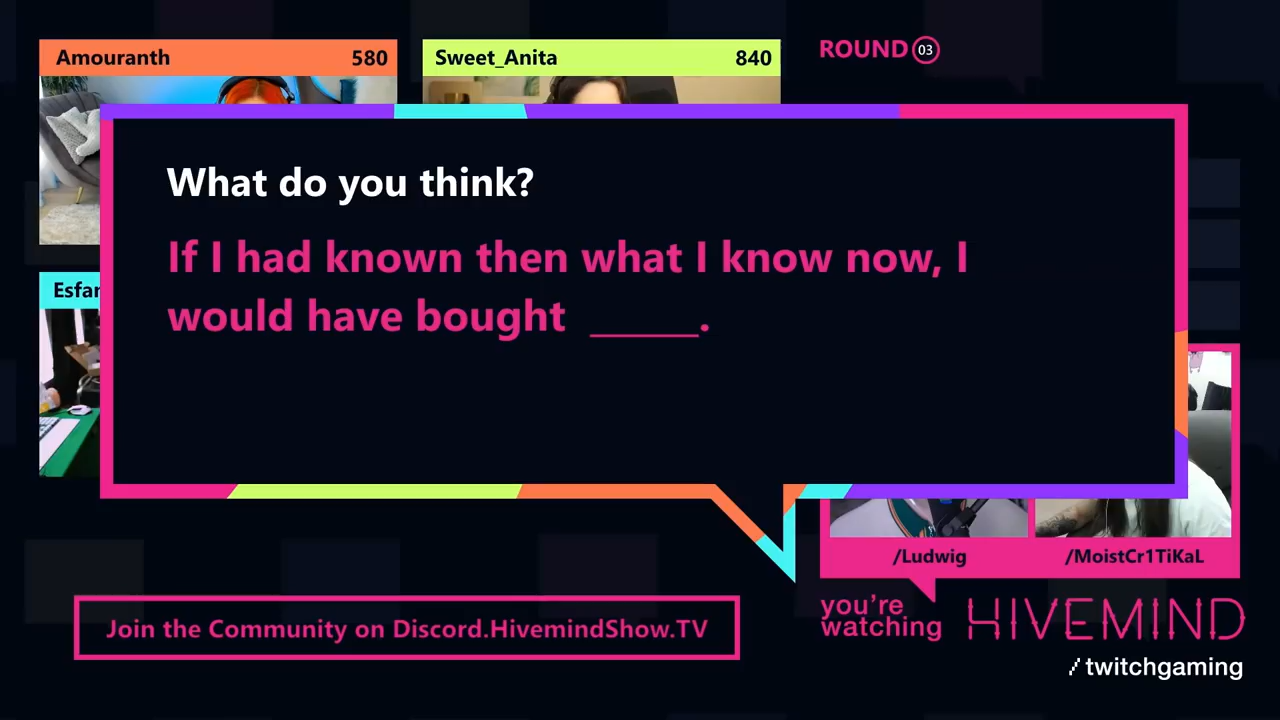 Amouranth 580
Sweet_Anita 840
ROUND 03
What do you think?
If I had known then what I know now, I
would have bought ______.
Esfan
/Ludwig
/MoistCr1TiKaL
you're
watching
HIVEMIND
/twitchgaming
Join the Community on Discord.HivemindShow.TV